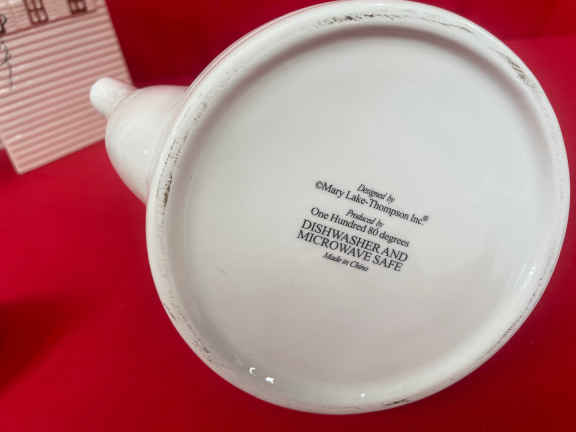 Designed by
©Mary Lake-Thompson Inc.®
Produced by
One Hundred 80 degrees
DISHWASHER AND
MICROWAVE SAFE
Made in China